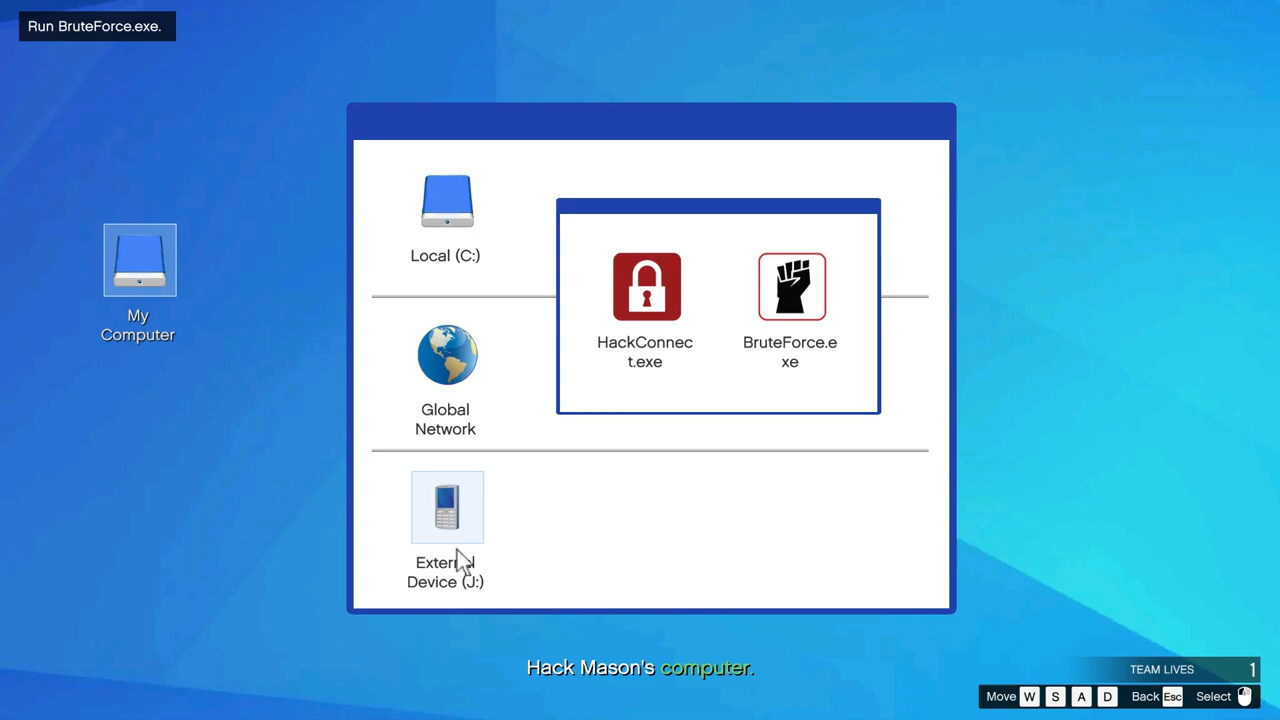 Run BruteForce.exe.
Local (C:)
HackConnec
t.exe
BruteForce.e
xe
My
Computer
Global
Network
External
Device (J:)
Hack Mason's computer.
TEAM LIVES 1
Move W S A D Back Esc Select